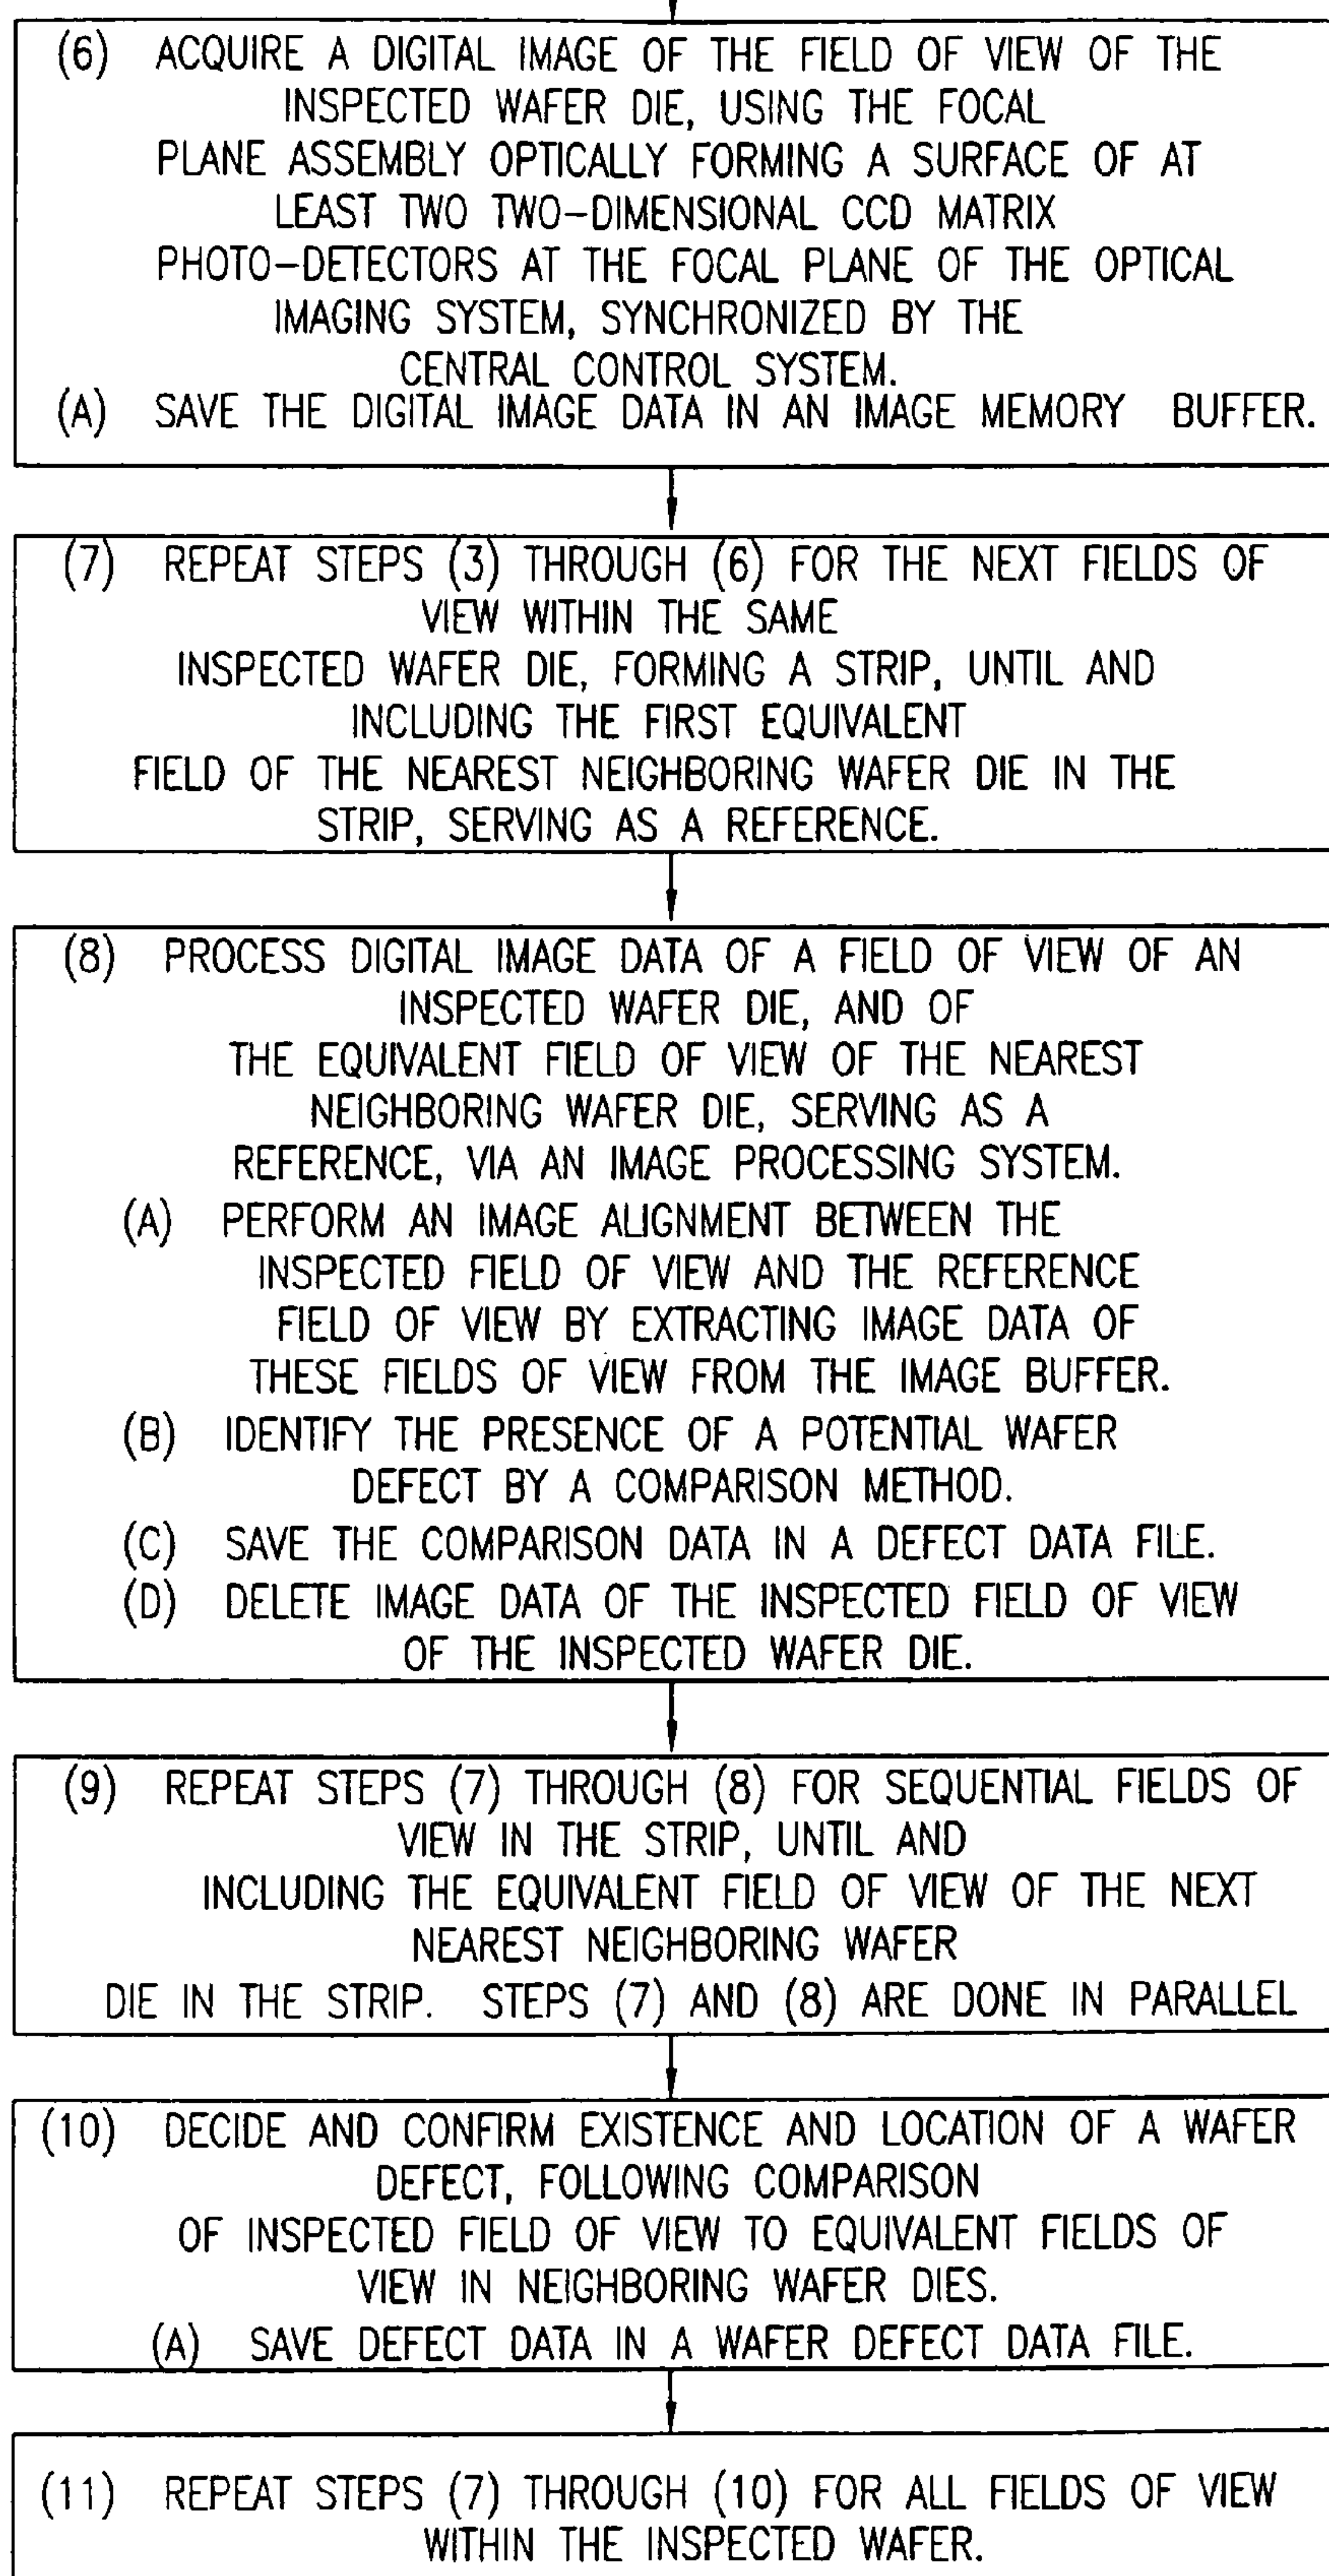 (6) ACQUIRE A DIGITAL IMAGE OF THE FIELD OF VIEW OF THE
INSPECTED WAFER DIE, USING THE FOCAL
PLANE ASSEMBLY OPTICALLY FORMING A SURFACE OF AT
LEAST TWO TWO-DIMENSIONAL CCD MATRIX
PHOTO-DETECTORS AT THE FOCAL PLANE OF THE OPTICAL
IMAGING SYSTEM, SYNCHRONIZED BY THE
CENTRAL CONTROL SYSTEM.
(A) SAVE THE DIGITAL IMAGE DATA IN AN IMAGE MEMORY BUFFER.
(7) REPEAT STEPS (3) THROUGH (6) FOR THE NEXT FIELDS OF
VIEW WITHIN THE SAME
INSPECTED WAFER DIE, FORMING A STRIP, UNTIL AND
INCLUDING THE FIRST EQUIVALENT
FIELD OF THE NEAREST NEIGHBORING WAFER DIE IN THE
STRIP, SERVING AS A REFERENCE.
(8) PROCESS DIGITAL IMAGE DATA OF A FIELD OF VIEW OF AN
INSPECTED WAFER DIE, AND OF
THE EQUIVALENT FIELD OF VIEW OF THE NEAREST
NEIGHBORING WAFER DIE, SERVING AS A
REFERENCE, VIA AN IMAGE PROCESSING SYSTEM.
(A) PERFORM AN IMAGE ALIGNMENT BETWEEN THE
INSPECTED FIELD OF VIEW AND THE REFERENCE
FIELD OF VIEW BY EXTRACTING IMAGE DATA OF
THESE FIELDS OF VIEW FROM THE IMAGE BUFFER.
(B) IDENTIFY THE PRESENCE OF A POTENTIAL WAFER
DEFECT BY A COMPARISON METHOD.
(C) SAVE THE COMPARISON DATA IN A DEFECT DATA FILE.
(D) DELETE IMAGE DATA OF THE INSPECTED FIELD OF VIEW
OF THE INSPECTED WAFER DIE.
(9) REPEAT STEPS (7) THROUGH (8) FOR SEQUENTIAL FIELDS OF
VIEW IN THE STRIP, UNTIL AND
INCLUDING THE EQUIVALENT FIELD OF VIEW OF THE NEXT
NEAREST NEIGHBORING WAFER
DIE IN THE STRIP. STEPS (7) AND (8) ARE DONE IN PARALLEL
(10) DECIDE AND CONFIRM EXISTENCE AND LOCATION OF A WAFER
DEFECT, FOLLOWING COMPARISON
OF INSPECTED FIELD OF VIEW TO EQUIVALENT FIELDS OF
VIEW IN NEIGHBORING WAFER DIES.
(A) SAVE DEFECT DATA IN A WAFER DEFECT DATA FILE.
(11) REPEAT STEPS (7) THROUGH (10) FOR ALL FIELDS OF VIEW
WITHIN THE INSPECTED WAFER.